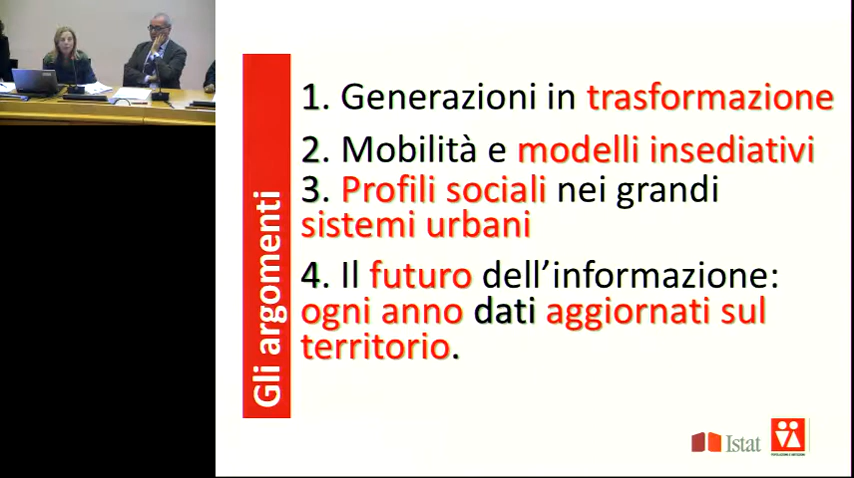 Gli argomenti
1. Generazioni in trasformazione
2. Mobilità e modelli insediativi
3. Profili sociali nei grandi
sistemi urbani
4. Il futuro dell’informazione:
ogni anno dati aggiornati sul
territorio.
Istat